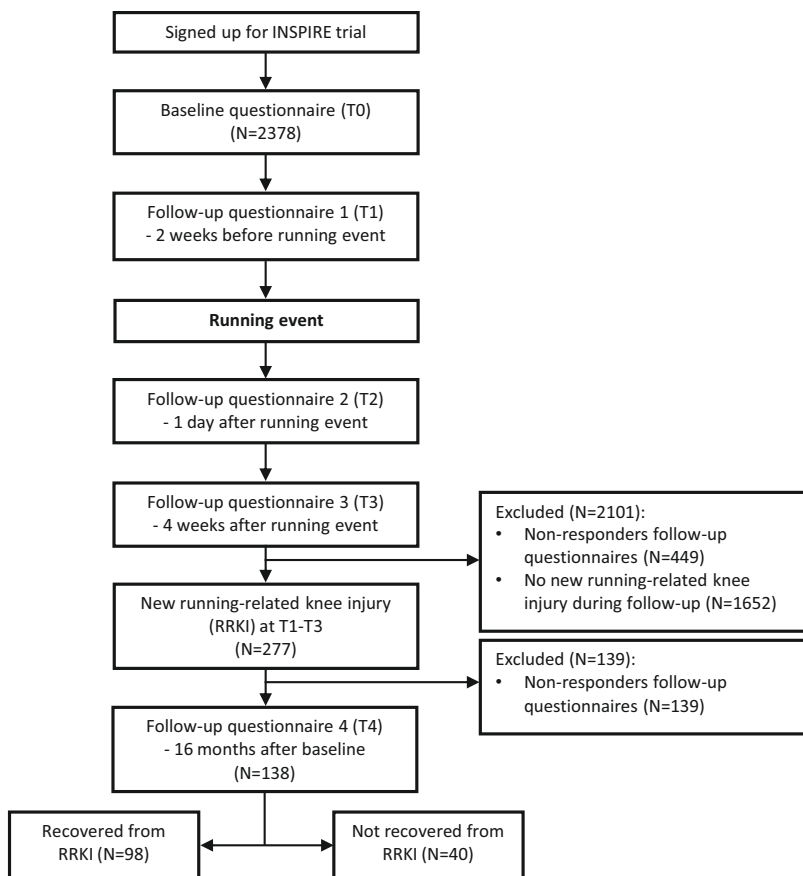 Signed up for INSPIRE trial
Baseline questionnaire (T0)
(N=2378)
Follow-up questionnaire 1 (T1)
- 2 weeks before running event
Running event
Follow-up questionnaire 2 (T2)
- 1 day after running event
Follow-up questionnaire 3 (T3)
- 4 weeks after running event
Excluded (N=2101):
• Non-responders follow-up
questionnaires (N=449)
• No new running-related knee
injury during follow-up (N=1652)
New running-related knee injury
(RRKI) at T1-T3
(N=277)
Excluded (N=139):
• Non-responders follow-up
questionnaires (N=139)
Follow-up questionnaire 4 (T4)
- 16 months after baseline
(N=138)
Recovered from
RRKI (N=98)
Not recovered from
RRKI (N=40)